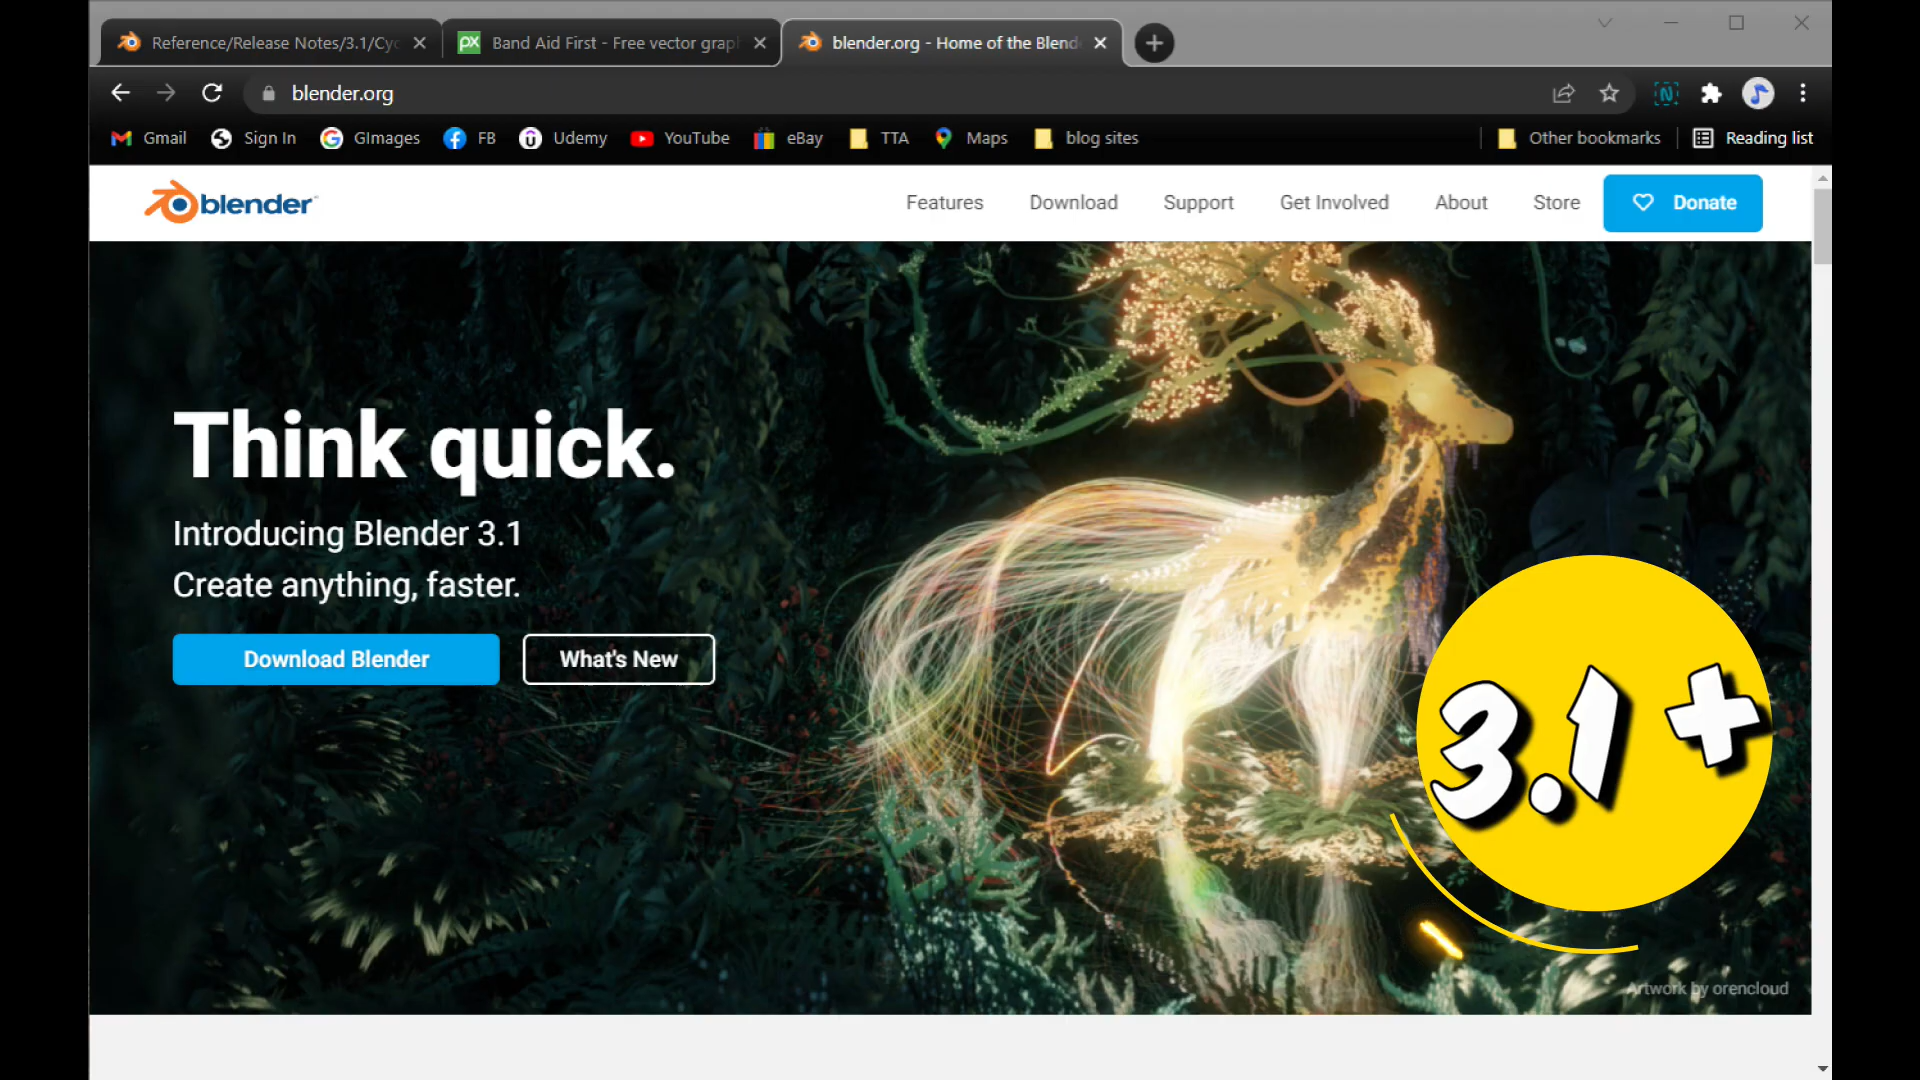 Reference/Release Notes/3.1/Cyc
Band Aid First - Free vector grap
blender.org - Home of the Blend
blender.org
Gmail
Sign In
GImages
FB
Udemy
YouTube
eBay
TTA
Maps
blog sites
Other bookmarks
Reading list
blender
Features
Download
Support
Get Involved
About
Store
Donate
Think quick.
Introducing Blender 3.1
Create anything, faster.
Download Blender
What's New
3.1 +
Artwork by orencloud